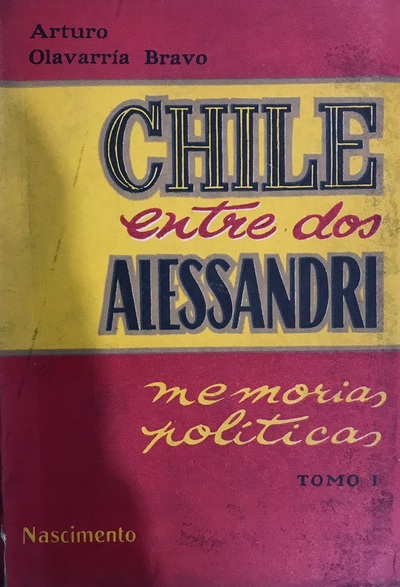 Arturo
Olavarría Bravo
CHILE
entre dos
ALESSANDRI
memorias
políticas
TOMO I
Nascimento